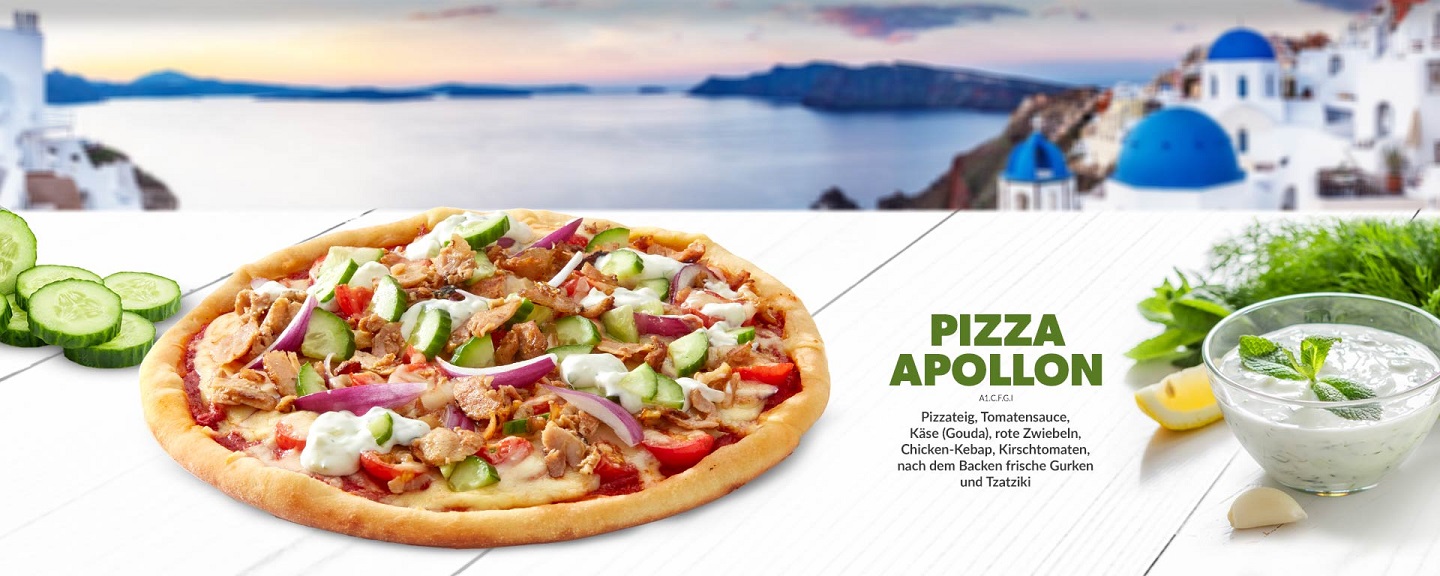 PIZZA
APOLLON
A1.C.F.G.I
Pizzateig, Tomatensauce,
Käse (Gouda), rote Zwiebeln,
Chicken-Kebap, Kirschtomaten,
nach dem Backen frische Gurken
und Tzatziki